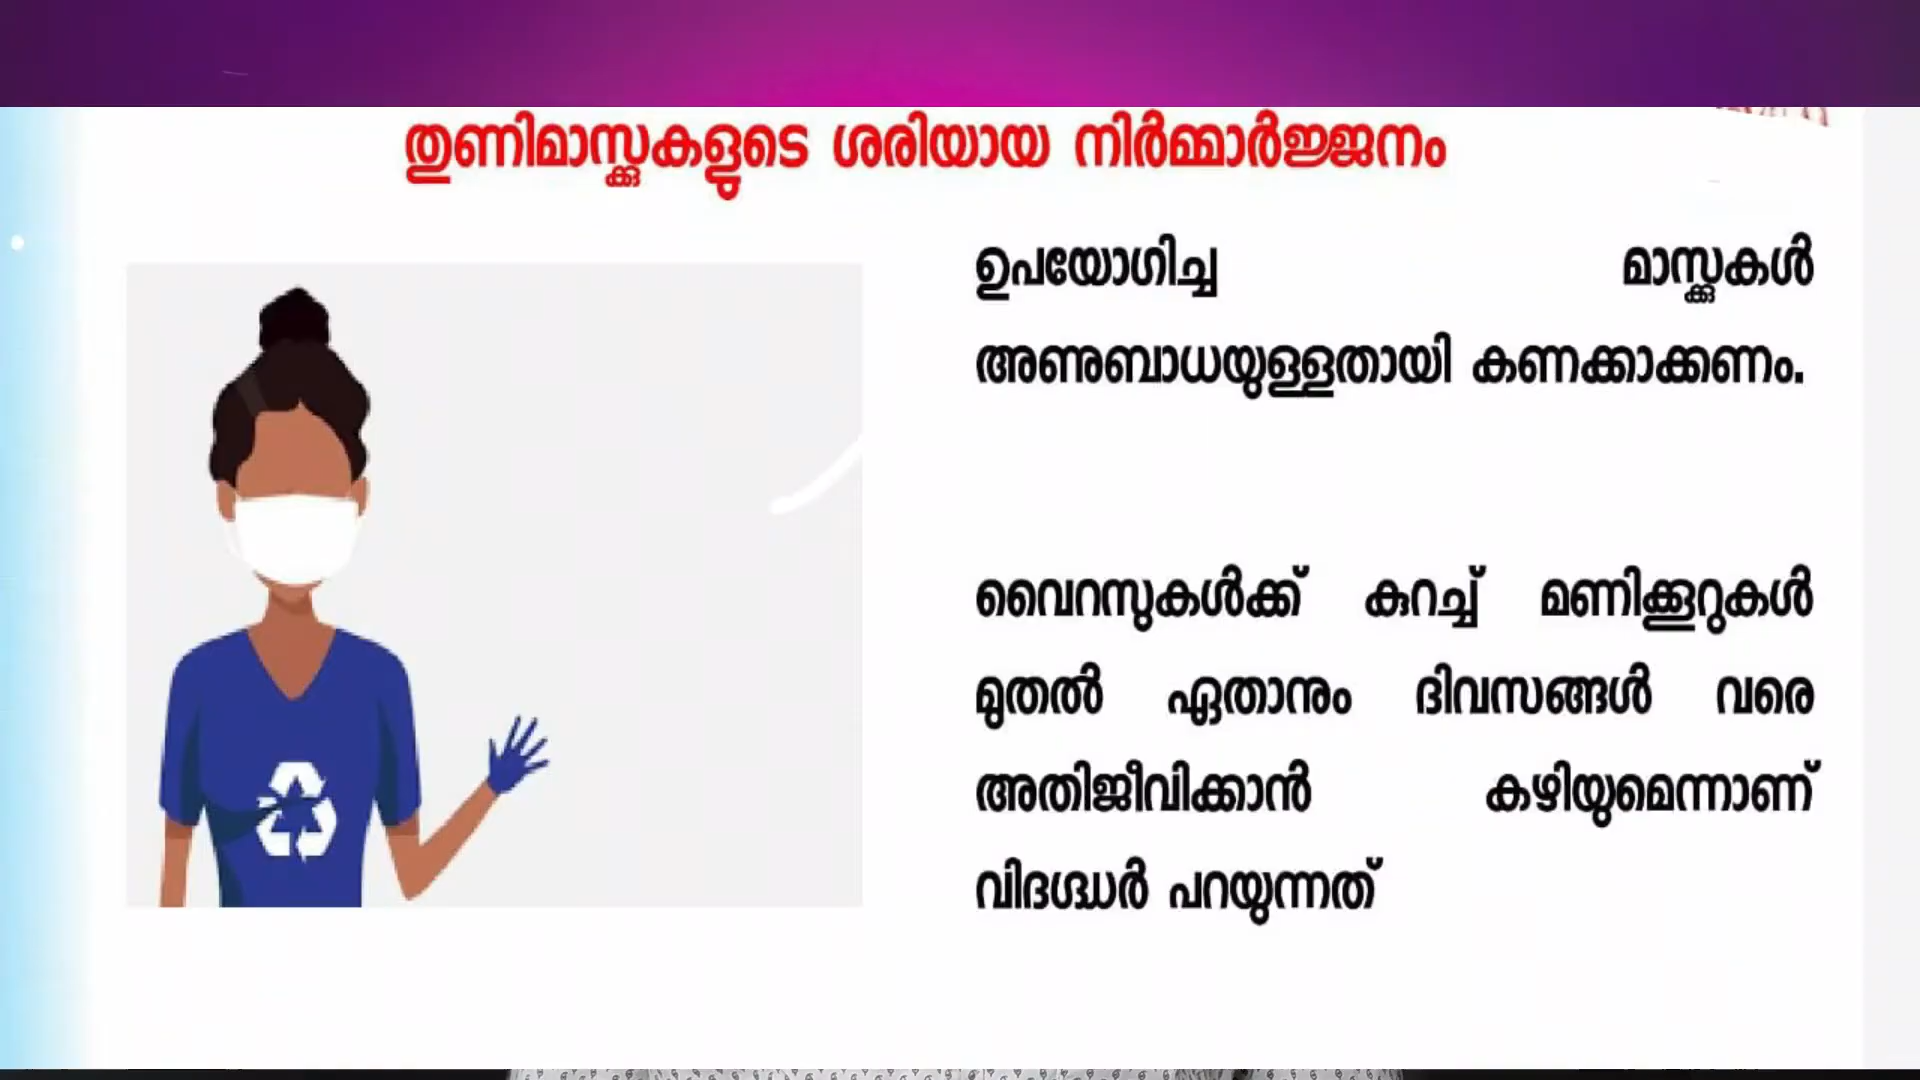 തുണിമാസ്ക്കുകളുടെ ശരിയായ നിർമ്മാർജ്ജനം
ഉപയോഗിച്ച മാസ്ക്കുകൾ
അണുബാധയുള്ളതായി കണക്കാക്കണം.
വൈറസുകൾക്ക് കുറച്ച് മണിക്കൂറുകൾ
മുതൽ ഏതാനും ദിവസങ്ങൾ വരെ
അതിജീവിക്കാൻ കഴിയുമെന്നാണ്
വിദഗ്ദ്ധർ പറയുന്നത്